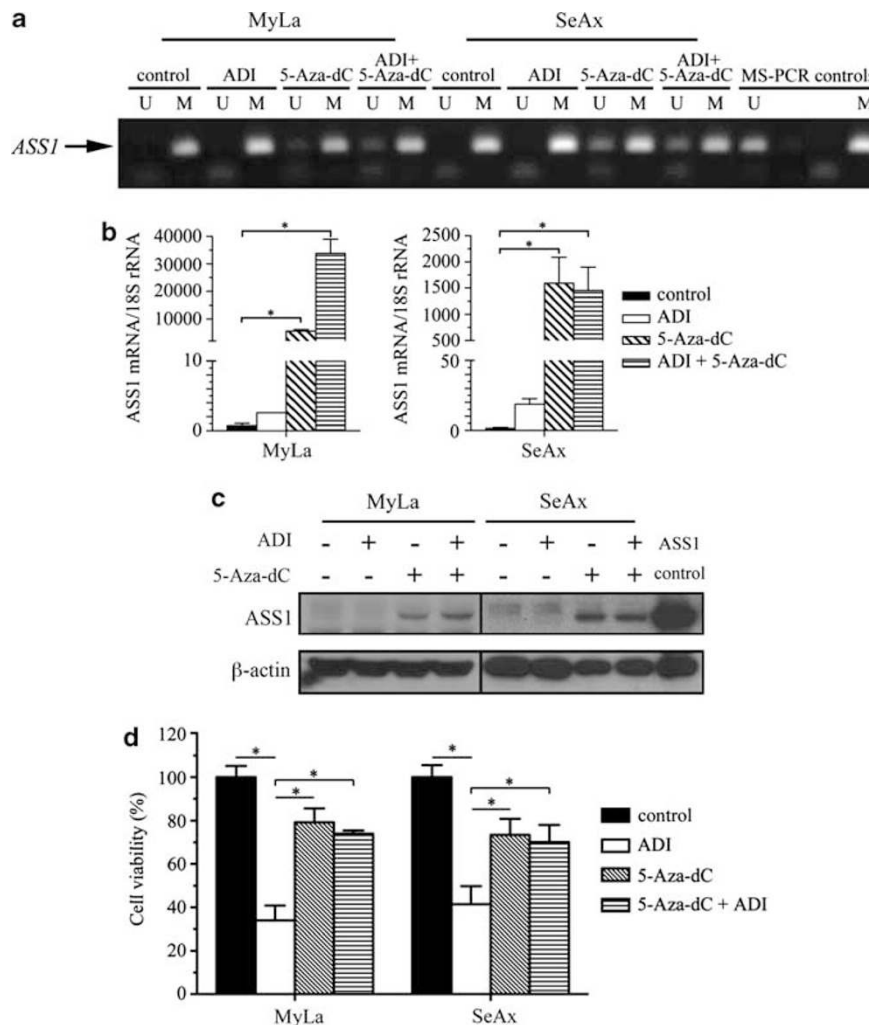 a
MyLa SeAx
control ADI 5-Aza-dC ADI+ 5-Aza-dC control ADI 5-Aza-dC ADI+ 5-Aza-dC MS-PCR controls
U M U M U M U M U M U M U M U M U M
ASS1
b
ASS1 mRNA/18S rRNA
40000
30000
20000
10000
2
1
0
MyLa
ASS1 mRNA/18S rRNA
2500
2000
1500
1000
500
50
20
0
SeAx
control
ADI
5-Aza-dC
ADI + 5-Aza-dC
c
MyLa SeAx
ADI - + - + - + - + ASS1
5-Aza-dC - - + + - - + + control
ASS1
β-actin
d
Cell viability (%)
120
100
80
60
40
20
0
MyLa SeAx
control
ADI
5-Aza-dC
5-Aza-dC + ADI
* * * * * * * * * *